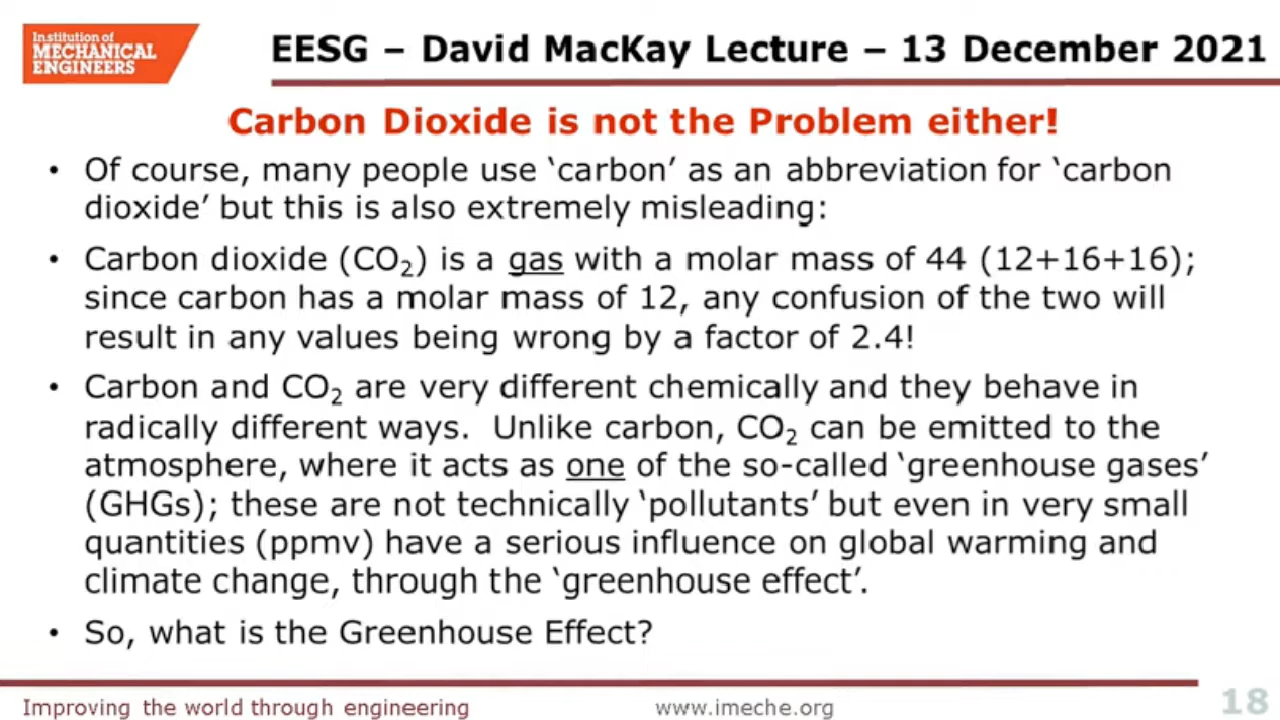 Institution of
MECHANICAL
ENGINEERS
EESG – David MacKay Lecture – 13 December 2021
Carbon Dioxide is not the Problem either!
• Of course, many people use ‘carbon’ as an abbreviation for ‘carbon
dioxide’ but this is also extremely misleading:
• Carbon dioxide (CO₂) is a gas with a molar mass of 44 (12+16+16);
since carbon has a molar mass of 12, any confusion of the two will
result in any values being wrong by a factor of 2.4!
• Carbon and CO₂ are very different chemically and they behave in
radically different ways. Unlike carbon, CO₂ can be emitted to the
atmosphere, where it acts as one of the so-called ‘greenhouse gases’
(GHGs); these are not technically ‘pollutants’ but even in very small
quantities (ppmv) have a serious influence on global warming and
climate change, through the ‘greenhouse effect’.
• So, what is the Greenhouse Effect?
Improving the world through engineering
www.imeche.org
18